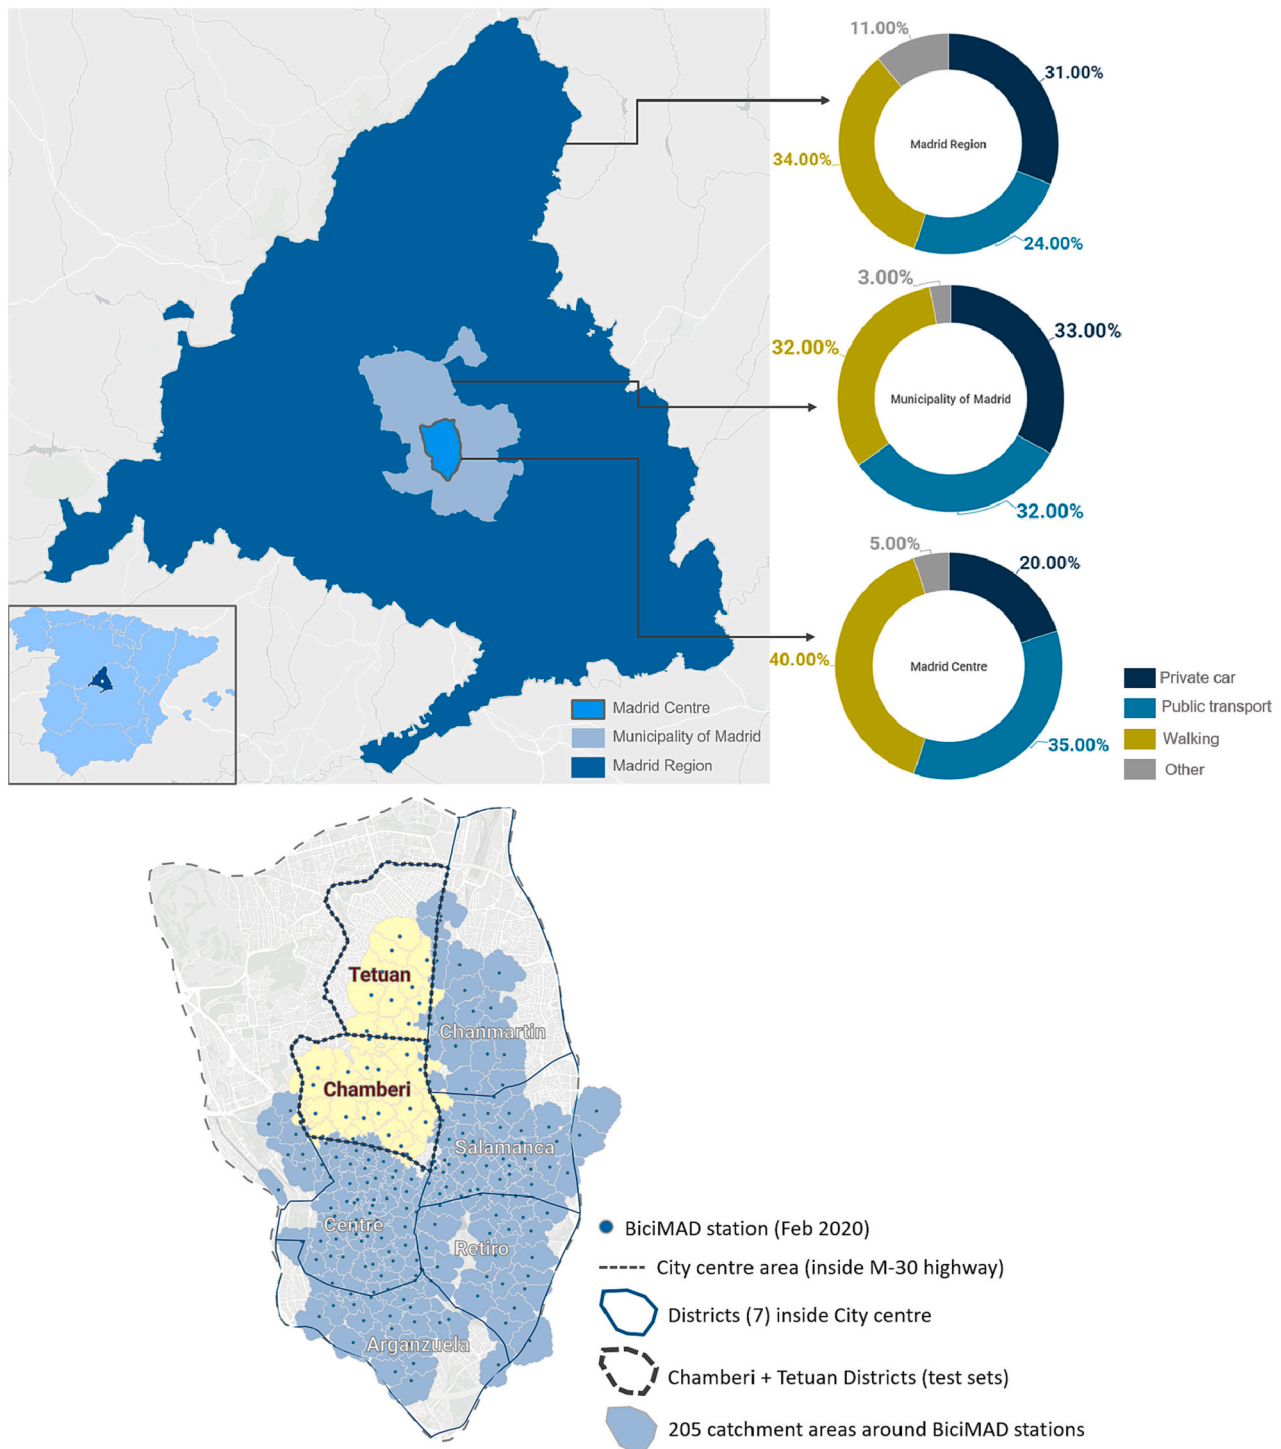 11.00%
31.00%
Madrid Region
34.00%
24.00%
3.00%
33.00%
32.00%
Municipality of Madrid
32.00%
5.00%
20.00%
40.00%
Madrid Centre
35.00%
Private car
Public transport
Walking
Other
Madrid Centre
Municipality of Madrid
Madrid Region
Tetuan
Chanmartin
Chamberi
Salamanca
Centre
Retiro
Arganzuela
BiciMAD station (Feb 2020)
City centre area (inside M-30 highway)
Districts (7) inside City centre
Chamberi + Tetuan Districts (test sets)
205 catchment areas around BiciMAD stations